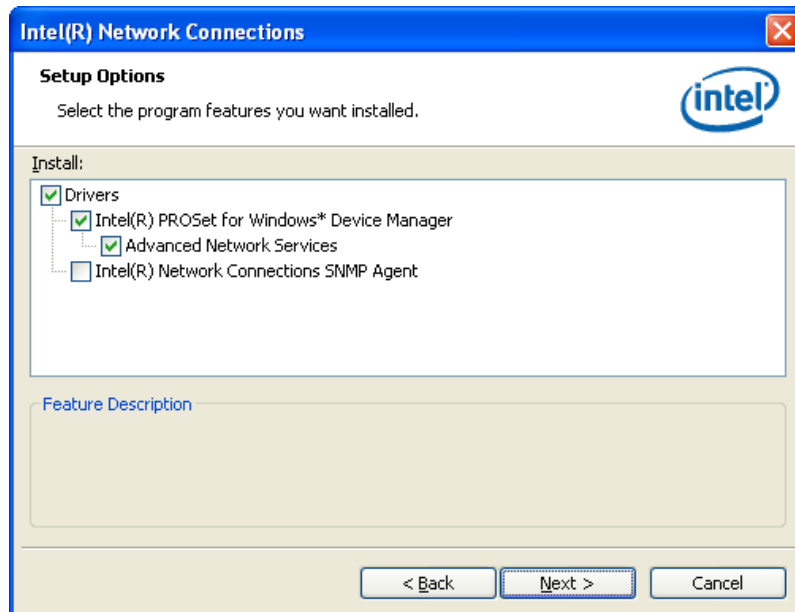 Intel(R) Network Connections
Setup Options
Select the program features you want installed.
intel
Install:
Drivers
Intel(R) PROSet for Windows* Device Manager
Advanced Network Services
Intel(R) Network Connections SNMP Agent
Feature Description
< Back
Next >
Cancel